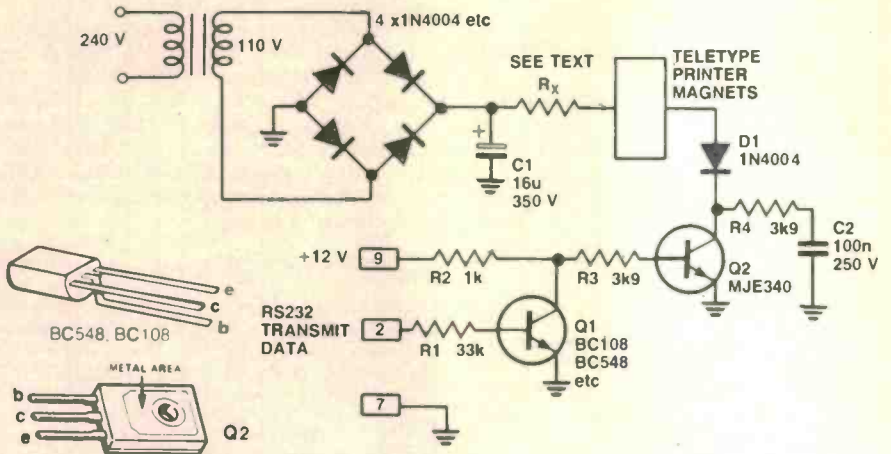 240 V
110 V
4 x1N4004 etc
SEE TEXT
Rx
TELETYPE
PRINTER
MAGNETS
+
C1
16u
350 V
D1
1N4004
R4
3k9
C2
100n
250 V
Q2
MJE340
+12 V
9
R2
1k
R3
3k9
RS232
TRANSMIT
DATA
2
R1
33k
Q1
BC108
BC548
etc
7
e
c
b
BC548, BC108
METAL AREA
b
c
e
Q2